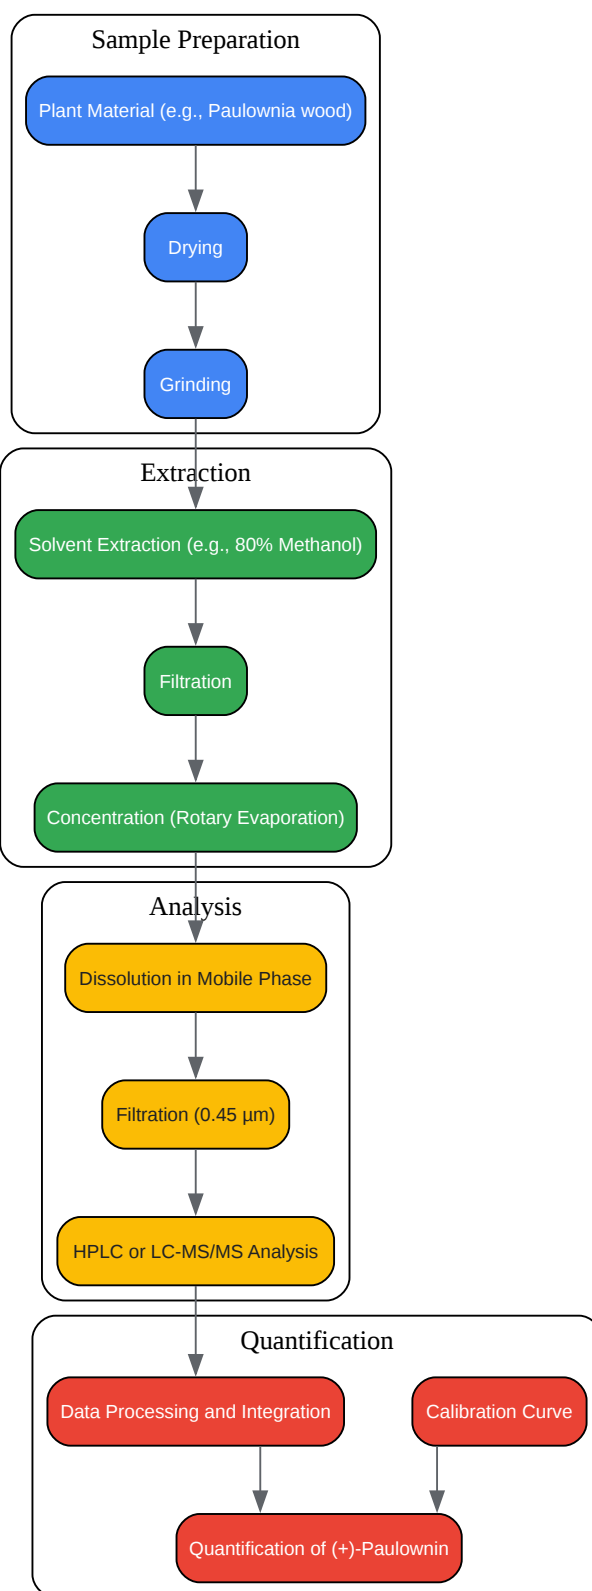 Sample Preparation
Plant Material (e.g., Paulownia wood)
Drying
Grinding
Extraction
Solvent Extraction (e.g., 80% Methanol)
Filtration
Concentration (Rotary Evaporation)
Analysis
Dissolution in Mobile Phase
Filtration (0.45 µm)
HPLC or LC-MS/MS Analysis
Quantification
Data Processing and Integration
Calibration Curve
Quantification of (+)-Paulownin